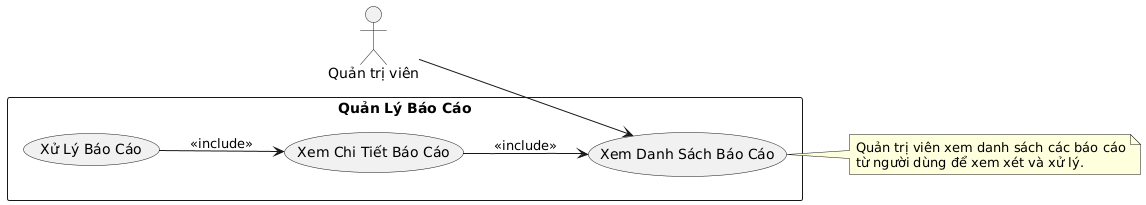 Quản trị viên
Quản Lý Báo Cáo
Xử Lý Báo Cáo
«include»
Xem Chi Tiết Báo Cáo
«include»
Xem Danh Sách Báo Cáo
Quản trị viên xem danh sách các báo cáo
từ người dùng để xem xét và xử lý.